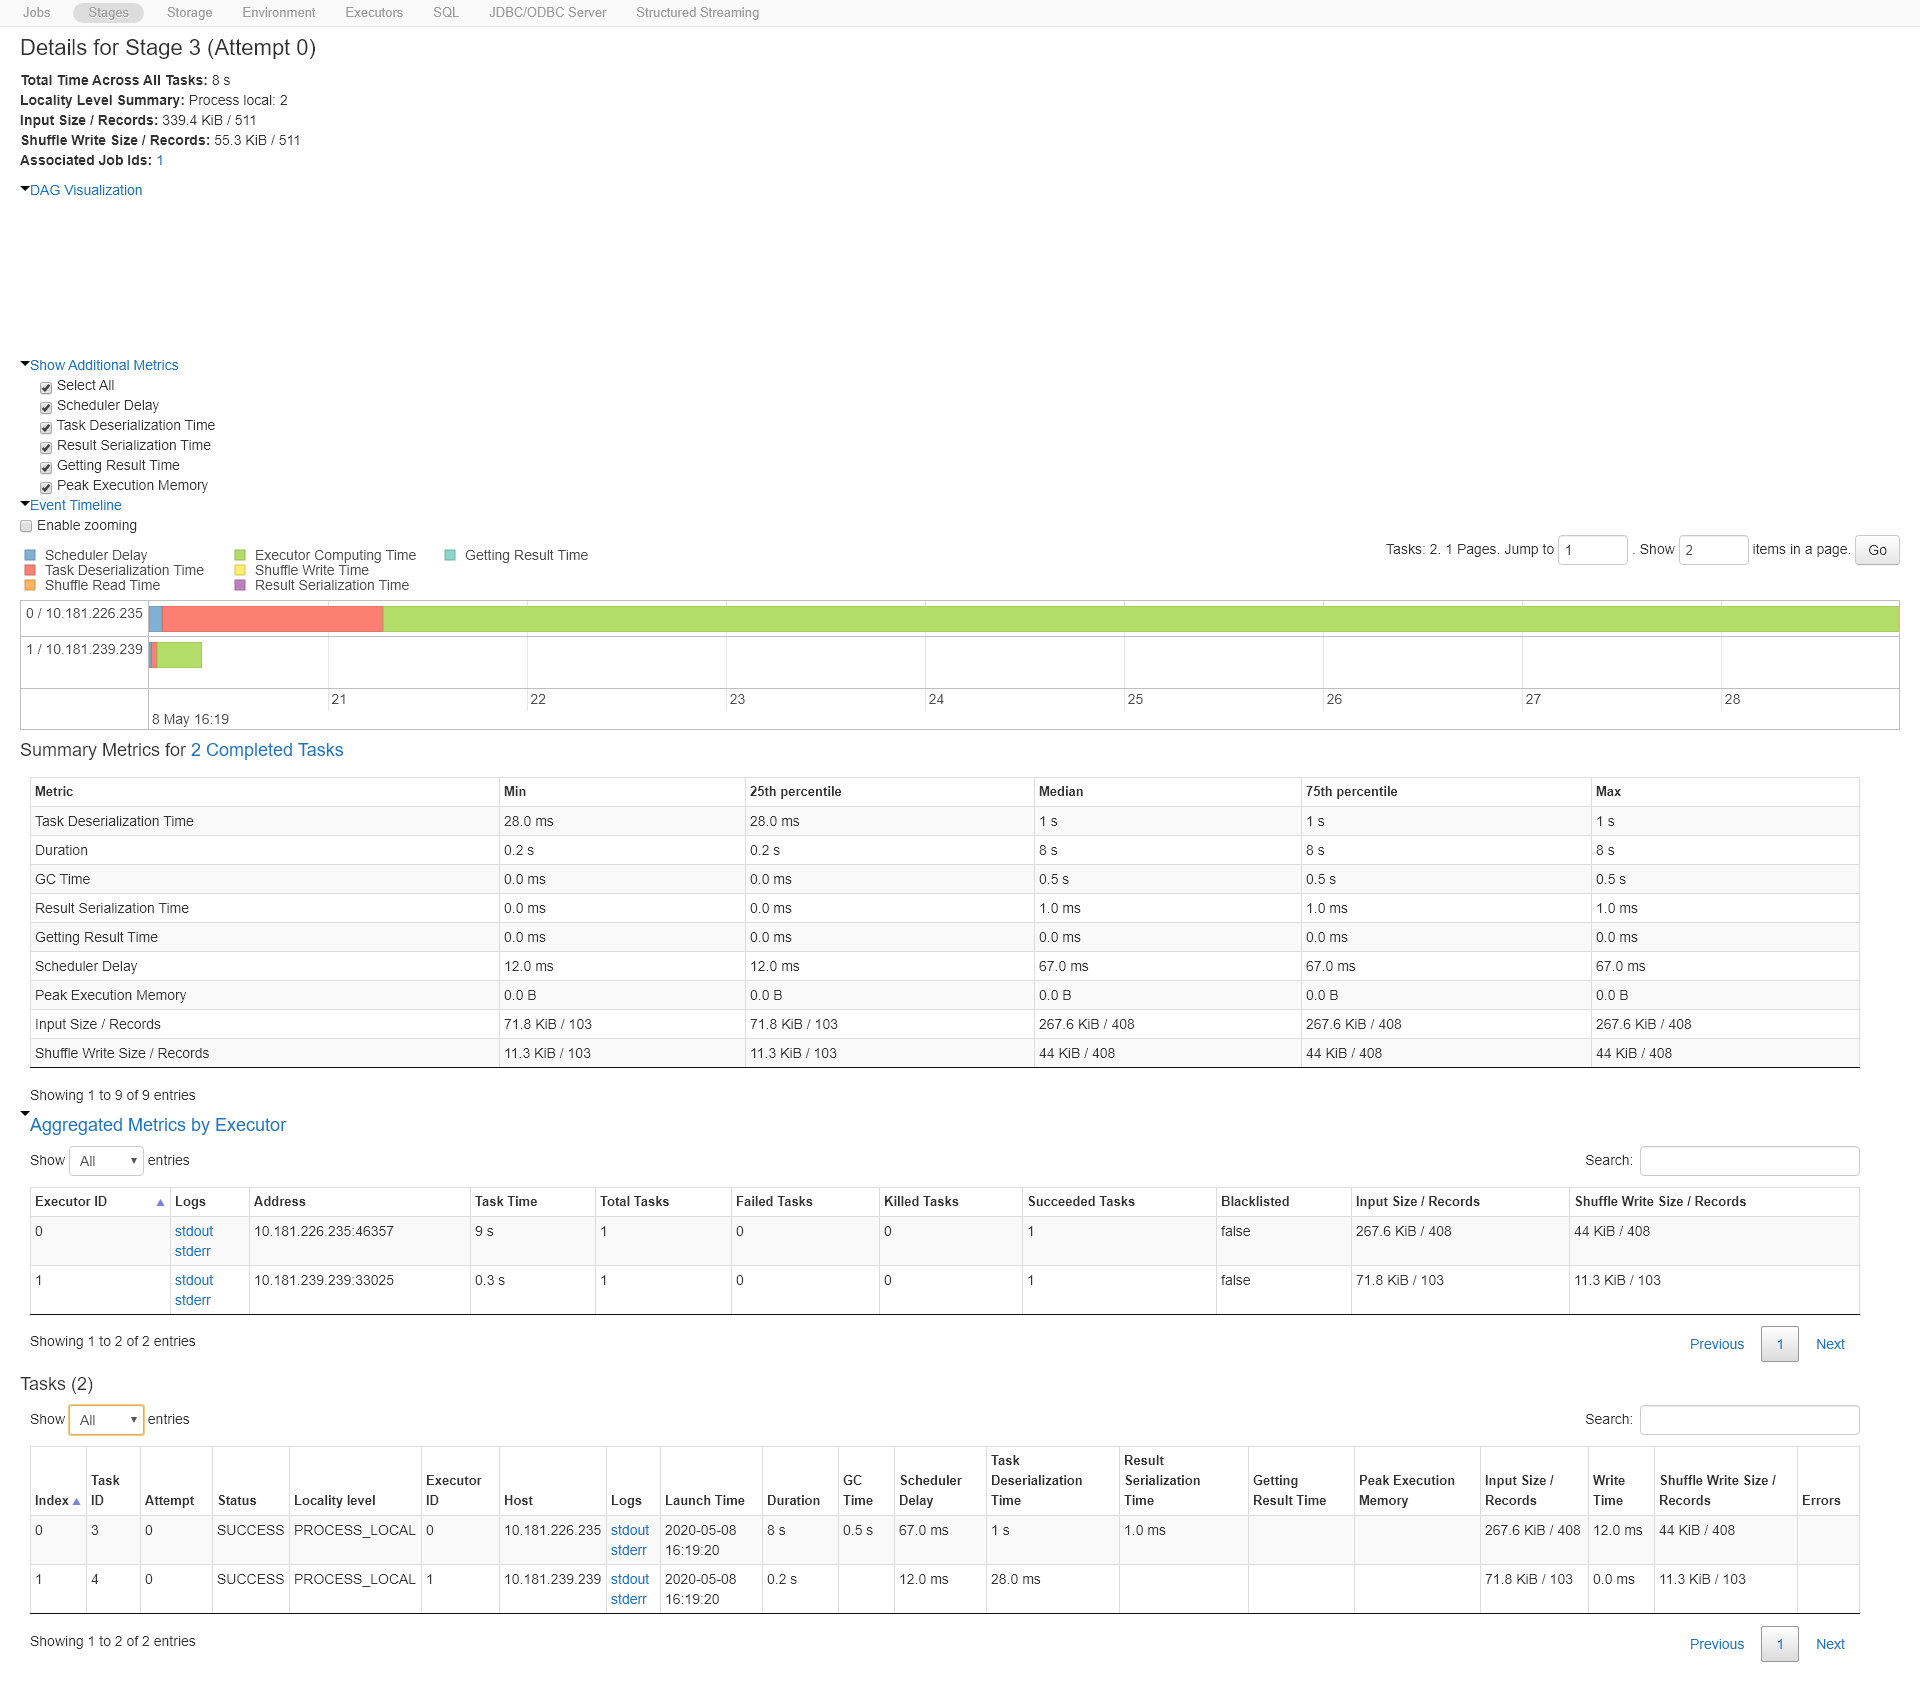 Jobs Stages Storage Environment Executors SQL JDBC/ODBC Server Structured Streaming
Details for Stage 3 (Attempt 0)
Total Time Across All Tasks: 8 s
Locality Level Summary: Process local: 2
Input Size / Records: 339.4 KiB / 511
Shuffle Write Size / Records: 55.3 KiB / 511
Associated Job Ids: 1
DAG Visualization
Show Additional Metrics
Select All
Scheduler Delay
Task Deserialization Time
Result Serialization Time
Getting Result Time
Peak Execution Memory
Event Timeline
Enable zooming
Tasks: 2. 1 Pages. Jump to 1 . Show 2 items in a page. Go
Scheduler Delay Executor Computing Time Getting Result Time
Task Deserialization Time Shuffle Write Time
Shuffle Read Time Result Serialization Time
0 / 10.181.226.235
1 / 10.181.239.239
21 22 23 24 25 26 27 28
8 May 16:19
Summary Metrics for 2 Completed Tasks
Metric Min 25th percentile Median 75th percentile Max
Task Deserialization Time 28.0 ms 28.0 ms 1 s 1 s 1 s
Duration 0.2 s 0.2 s 8 s 8 s 8 s
GC Time 0.0 ms 0.0 ms 0.5 s 0.5 s 0.5 s
Result Serialization Time 0.0 ms 0.0 ms 1.0 ms 1.0 ms 1.0 ms
Getting Result Time 0.0 ms 0.0 ms 0.0 ms 0.0 ms 0.0 ms
Scheduler Delay 12.0 ms 12.0 ms 67.0 ms 67.0 ms 67.0 ms
Peak Execution Memory 0.0 B 0.0 B 0.0 B 0.0 B 0.0 B
Input Size / Records 71.8 KiB / 103 71.8 KiB / 103 267.6 KiB / 408 267.6 KiB / 408 267.6 KiB / 408
Shuffle Write Size / Records 11.3 KiB / 103 11.3 KiB / 103 44 KiB / 408 44 KiB / 408 44 KiB / 408
Showing 1 to 9 of 9 entries
Aggregated Metrics by Executor
Show All entries Search:
Executor ID Logs Address Task Time Total Tasks Failed Tasks Killed Tasks Succeeded Tasks Blacklisted Input Size / Records Shuffle Write Size / Records
0 stdout 10.181.226.235:46357 9 s 1 0 0 1 false 267.6 KiB / 408 44 KiB / 408
stderr
1 stdout 10.181.239.239:33025 0.3 s 1 0 0 1 false 71.8 KiB / 103 11.3 KiB / 103
stderr
Showing 1 to 2 of 2 entries Previous 1 Next
Tasks (2)
Show All entries Search:
Task Result
Task Executor GC Scheduler Deserialization Serialization Getting Peak Execution Input Size / Write Shuffle Write Size /
Index ID Attempt Status Locality level ID Host Logs Launch Time Duration Time Delay Time Time Result Time Memory Records Time Records Errors
0 3 0 SUCCESS PROCESS_LOCAL 0 10.181.226.235 stdout 2020-05-08 8 s 0.5 s 67.0 ms 1 s 1.0 ms 267.6 KiB / 408 12.0 ms 44 KiB / 408
stderr 16:19:20
1 4 0 SUCCESS PROCESS_LOCAL 1 10.181.239.239 stdout 2020-05-08 0.2 s 12.0 ms 28.0 ms 71.8 KiB / 103 0.0 ms 11.3 KiB / 103
stderr 16:19:20
Showing 1 to 2 of 2 entries Previous 1 Next